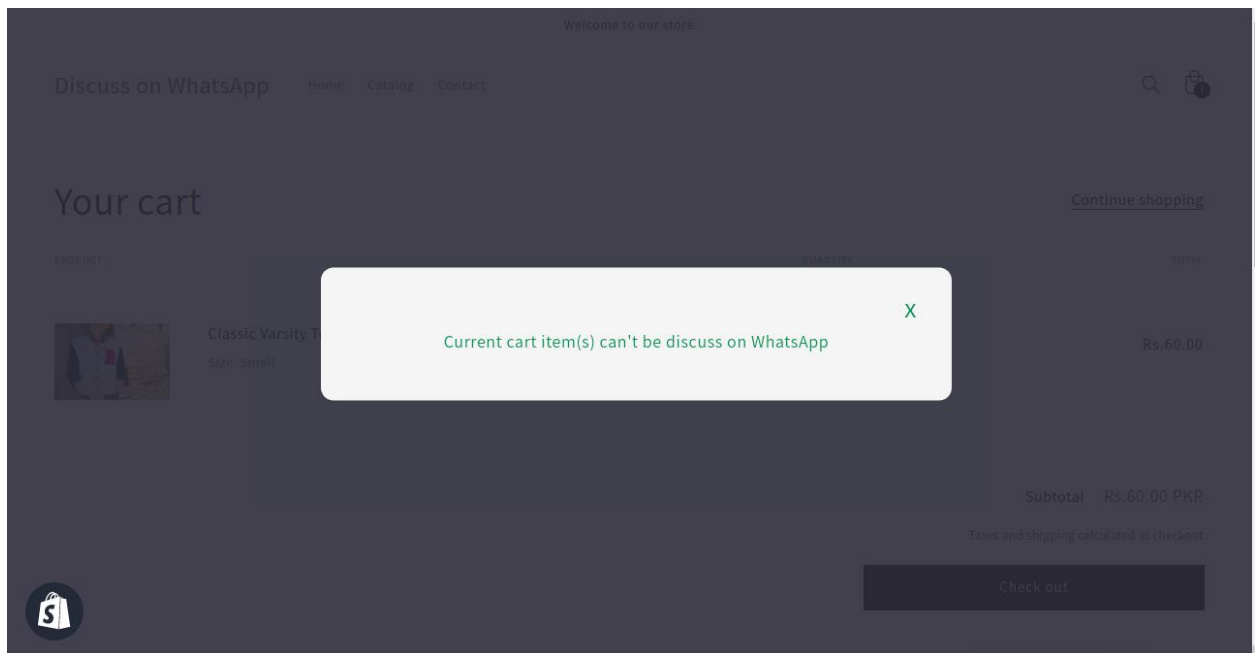 Welcome to our store
Discuss on WhatsApp
Home Catalog Contact
Your cart
Continue shopping
PRODUCT
QUANTITY
TOTAL
X
Current cart item(s) can't be discuss on WhatsApp
Classic Varsity
Size: Small
Rs.60.00
Subtotal Rs.60.00 PKR
Taxes and shipping calculated at checkout
Check out